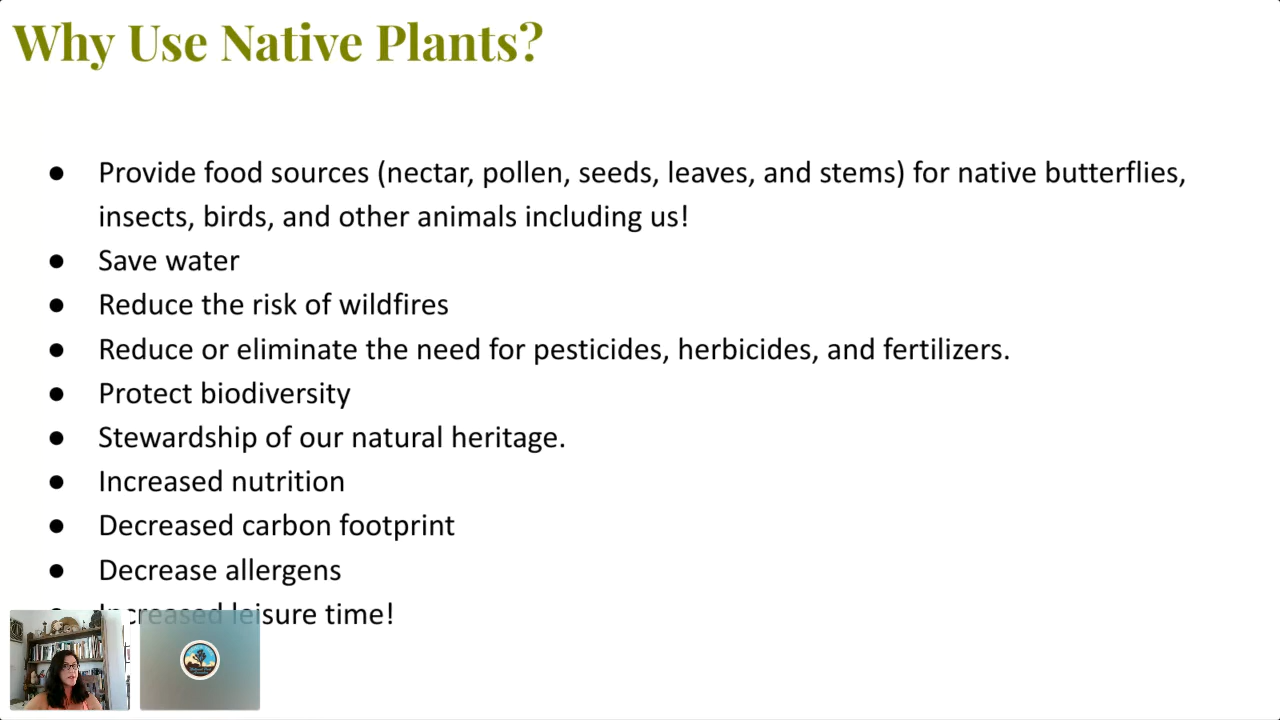 Why Use Native Plants?
● Provide food sources (nectar, pollen, seeds, leaves, and stems) for native butterflies,
insects, birds, and other animals including us!
● Save water
● Reduce the risk of wildfires
● Reduce or eliminate the need for pesticides, herbicides, and fertilizers.
● Protect biodiversity
● Stewardship of our natural heritage.
● Increased nutrition
● Decreased carbon footprint
● Decrease allergens
● Increased leisure time!